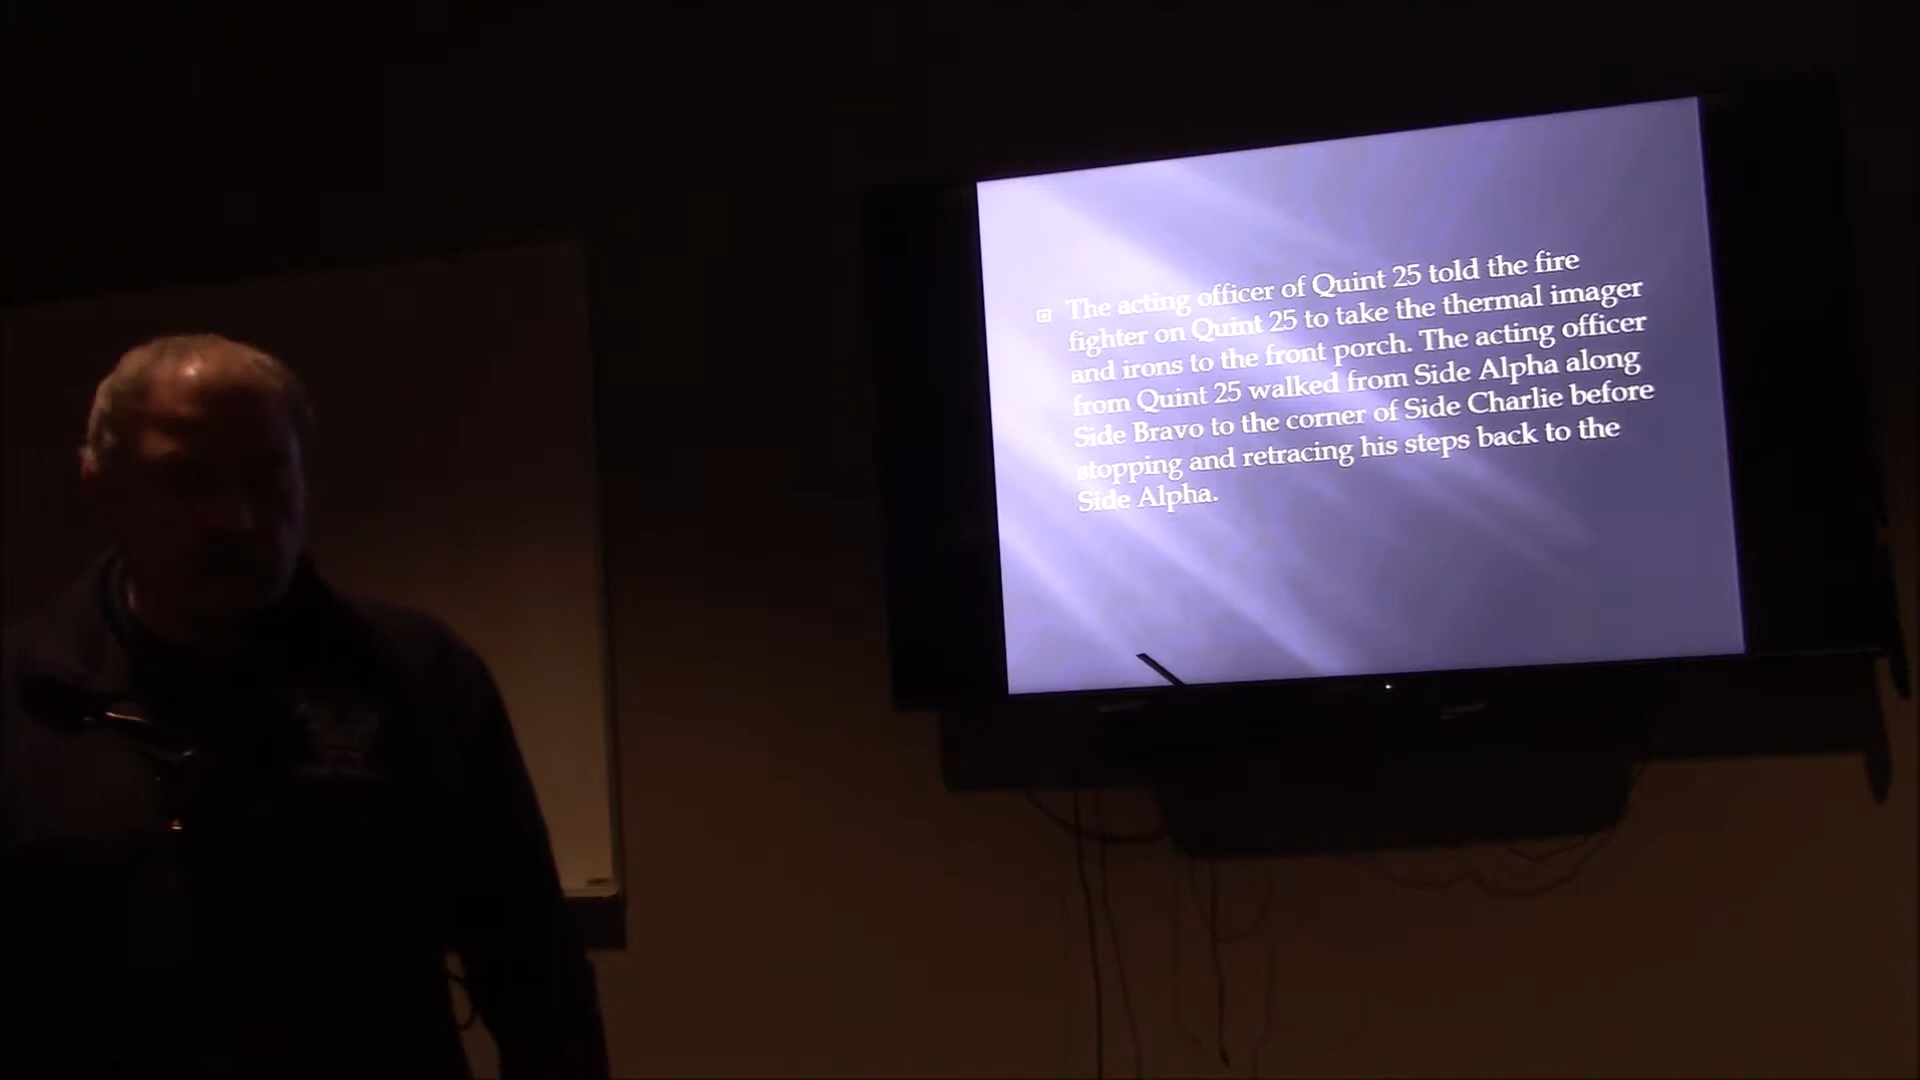 The acting officer of Quint 25 told the fire
fighter on Quint 25 to take the thermal imager
and irons to the front porch. The acting officer
from Quint 25 walked from Side Alpha along
Side Bravo to the corner of Side Charlie before
stopping and retracing his steps back to the
Side Alpha.